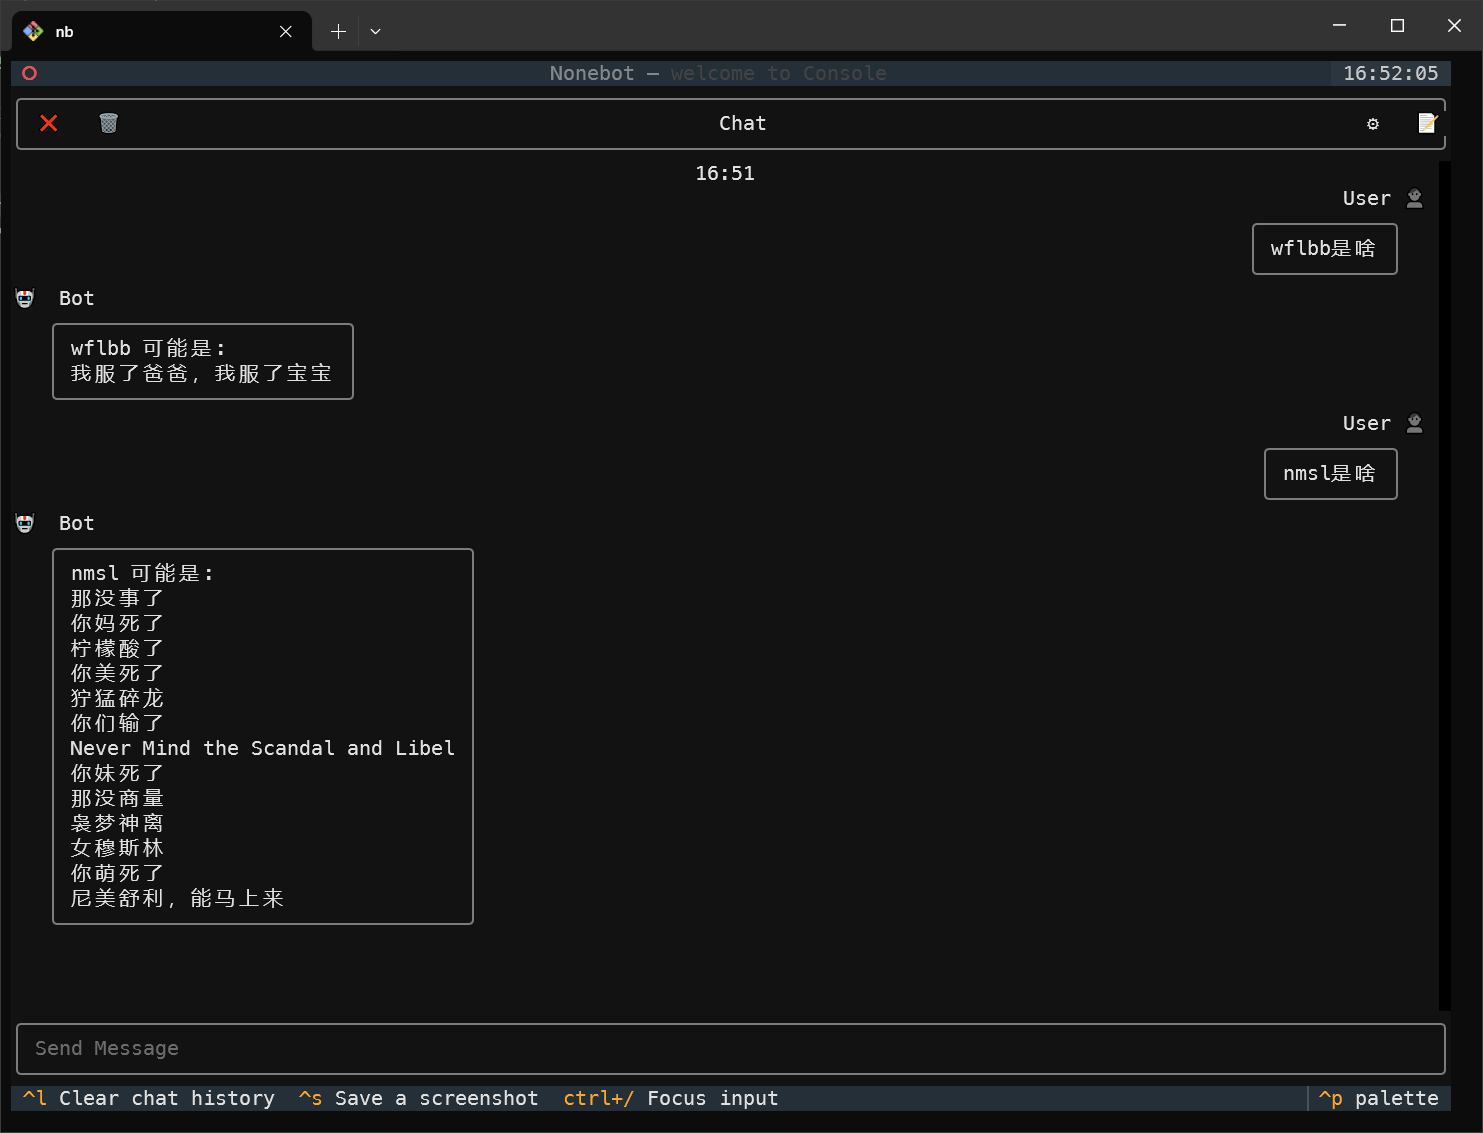 nb
Nonebot — welcome to Console
16:52:05
Chat
16:51
User
wflbb是啥
Bot
wflbb 可能是:
我服了爸爸, 我服了宝宝
User
nmsl是啥
Bot
nmsl 可能是:
那没事了
你妈死了
柠檬酸了
你美死了
狞猛碎龙
你们输了
Never Mind the Scandal and Libel
你妹死了
那没商量
袅梦神离
女穆斯林
你萌死了
尼美舒利, 能马上来
Send Message
^l Clear chat history ^s Save a screenshot ctrl+/ Focus input
^p palette